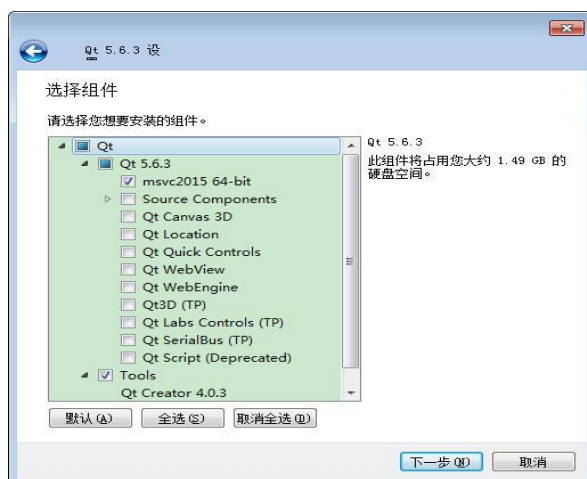 Qt 5.6.3 设
选择组件
请选择您想要安装的组件。
Qt
Qt 5.6.3
msvc2015 64-bit
Source Components
Qt Canvas 3D
Qt Location
Qt Quick Controls
Qt WebView
Qt WebEngine
Qt3D (TP)
Qt Labs Controls (TP)
Qt SerialBus (TP)
Qt Script (Deprecated)
Tools
Qt Creator 4.0.3
Qt 5.6.3
此组件将占用您大约 1.49 GB 的
硬盘空间。
默认(A) 全选(S) 取消全选(D)
下一步(N) 取消